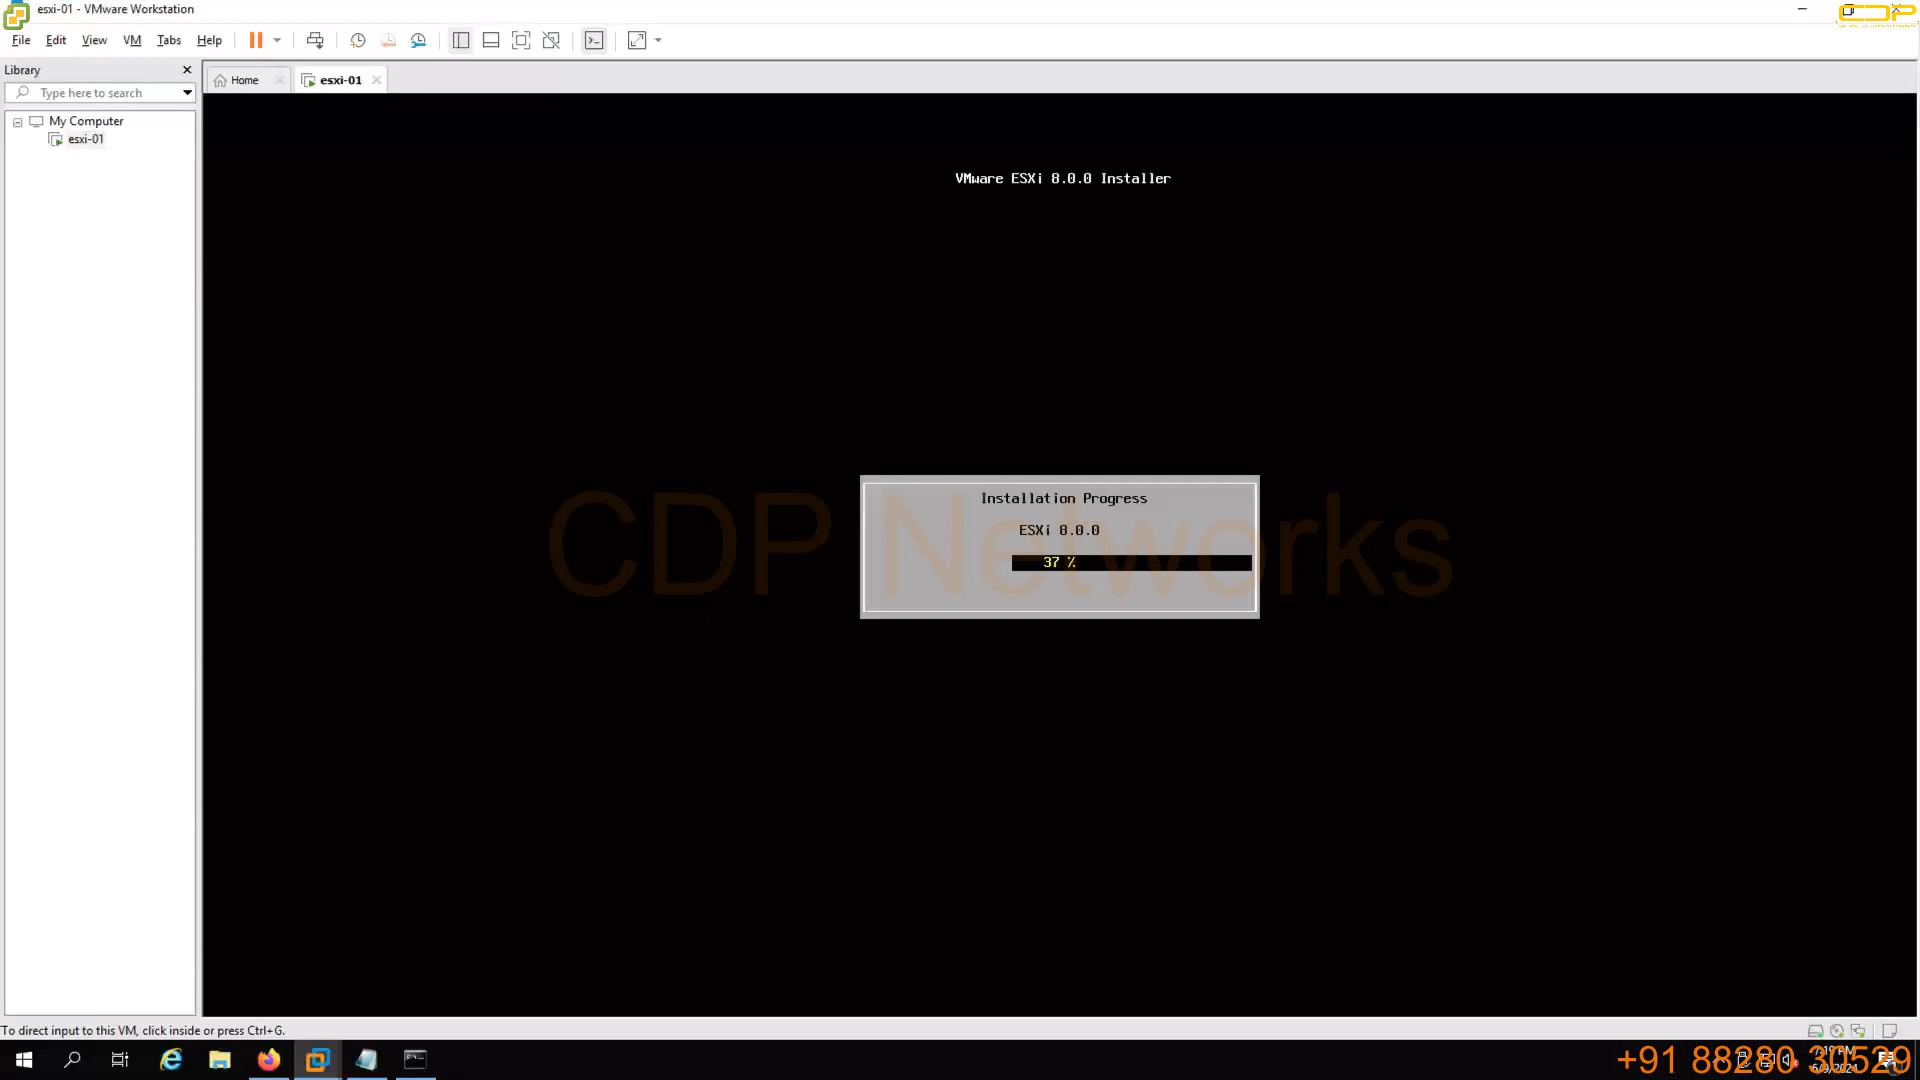 esxi-01 - VMware Workstation
CDP
File Edit View VM Tabs Help
Library
Home
esxi-01
Type here to search
My Computer
esxi-01
VMware ESXi 8.0.0 Installer
Installation Progress
ESXi 8.0.0
37 %
CDP Networks
To direct input to this VM, click inside or press Ctrl+G.
+91 88280 30529